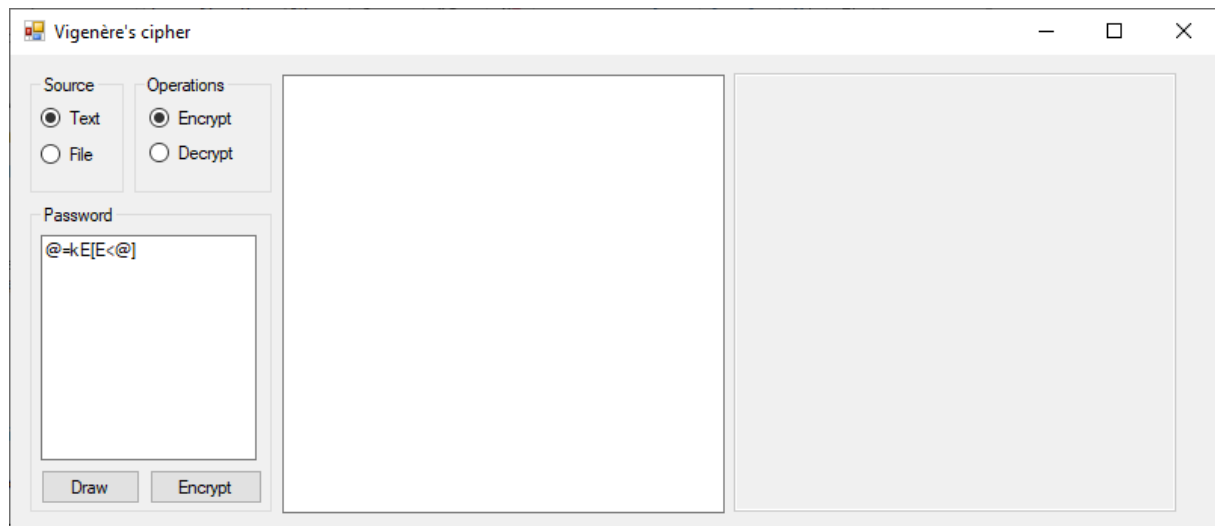 Vigenère's cipher
Source
Operations
Text
Encrypt
File
Decrypt
Password
@=kE[E<@]
Draw
Encrypt